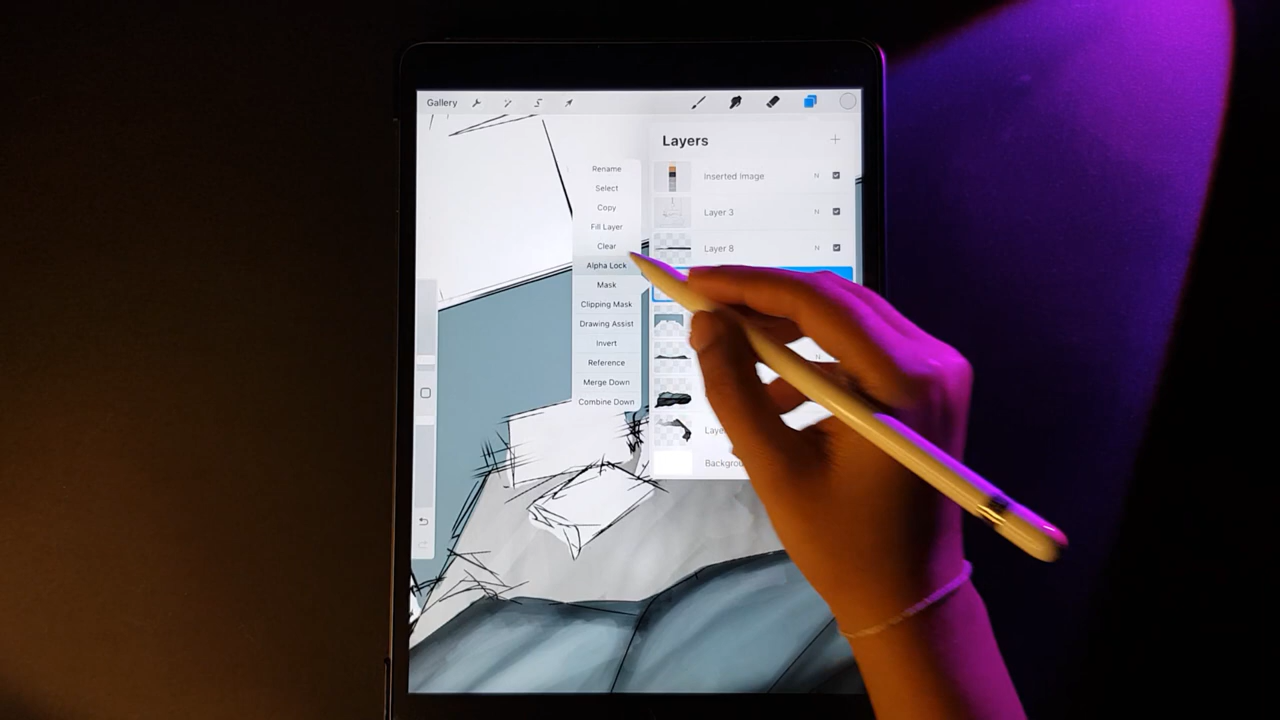 Gallery
Layers
Rename
Select
Copy
Fill Layer
Clear
Alpha Lock
Mask
Clipping Mask
Drawing Assist
Invert
Reference
Merge Down
Combine Down
Inserted Image N
Layer 3 N
Layer 8 N
N